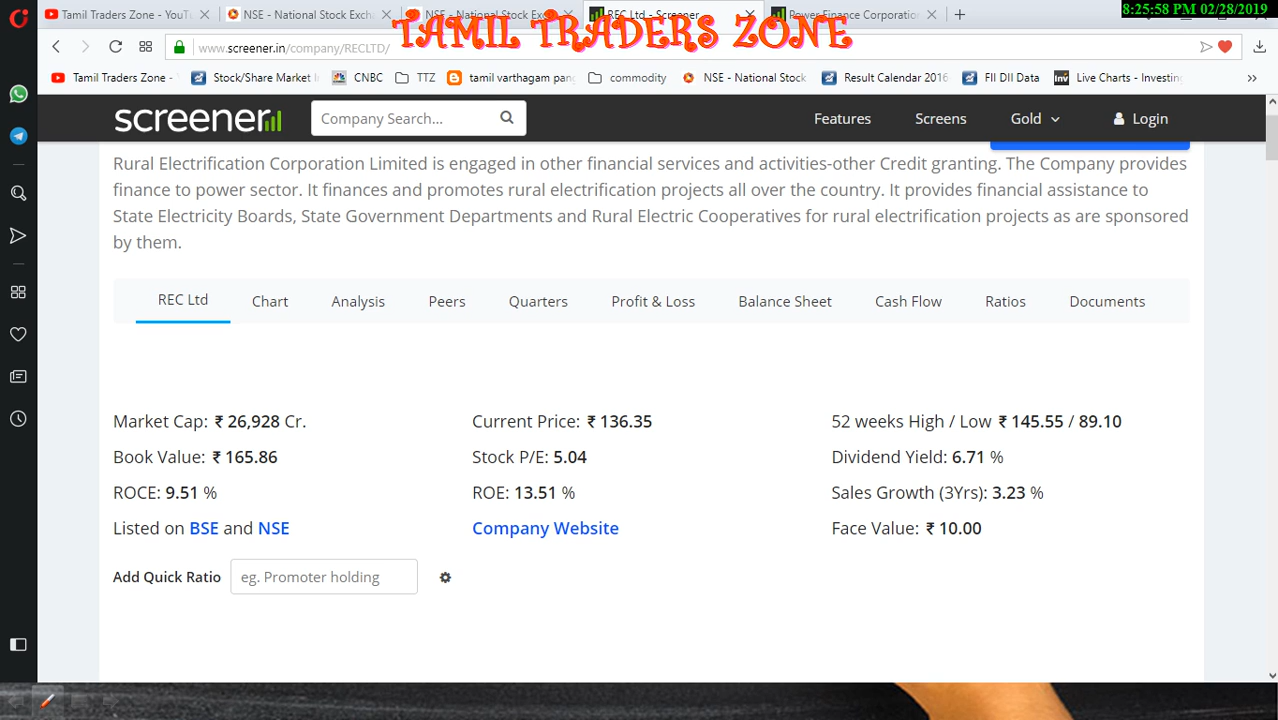 Tamil Traders Zone - YouT
NSE - National Stock Exch
NSE - National Stock Exc
REC Ltd - Screener
Power Finance Corporation
8:25:58 PM 02/28/2019
TAMIL TRADERS ZONE
www.screener.in/company/RECLTD/
Tamil Traders Zone -
Stock/Share Market I
CNBC
TTZ
tamil varthagam pan
commodity
NSE - National Stock
Result Calendar 2016
FII DII Data
Inv
Live Charts - Investin
screener
Company Search...
Features
Screens
Gold
Login
Rural Electrification Corporation Limited is engaged in other financial services and activities-other Credit granting. The Company provides
finance to power sector. It finances and promotes rural electrification projects all over the country. It provides financial assistance to
State Electricity Boards, State Government Departments and Rural Electric Cooperatives for rural electrification projects as are sponsored
by them.
REC Ltd
Chart
Analysis
Peers
Quarters
Profit & Loss
Balance Sheet
Cash Flow
Ratios
Documents
Market Cap: ₹ 26,928 Cr.
Current Price: ₹ 136.35
52 weeks High / Low ₹ 145.55 / 89.10
Book Value: ₹ 165.86
Stock P/E: 5.04
Dividend Yield: 6.71 %
ROCE: 9.51 %
ROE: 13.51 %
Sales Growth (3Yrs): 3.23 %
Listed on BSE and NSE
Company Website
Face Value: ₹ 10.00
Add Quick Ratio
eg. Promoter holding